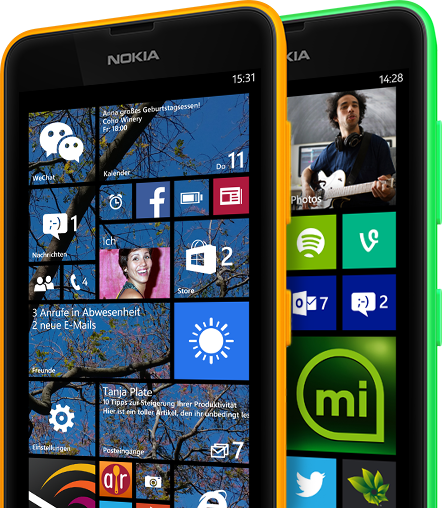 NOKIA
15:31
Anna großes Geburtstagsessen!
Coho Winery
Fr: 18:00
WeChat
Kalender
Do 11
1
Nachrichten
Ich
4
2
Store
3 Anrufe in Abwesenheit
2 neue E-Mails
Freunde
Tanja Plate
10 Tipps zur Steigerung Ihrer Produktivität
Hier ist ein toller Artikel, den ihn unbedingt les
Einstellungen
Posteingänge
7
KIA
14:28
Photos
7
2
mi